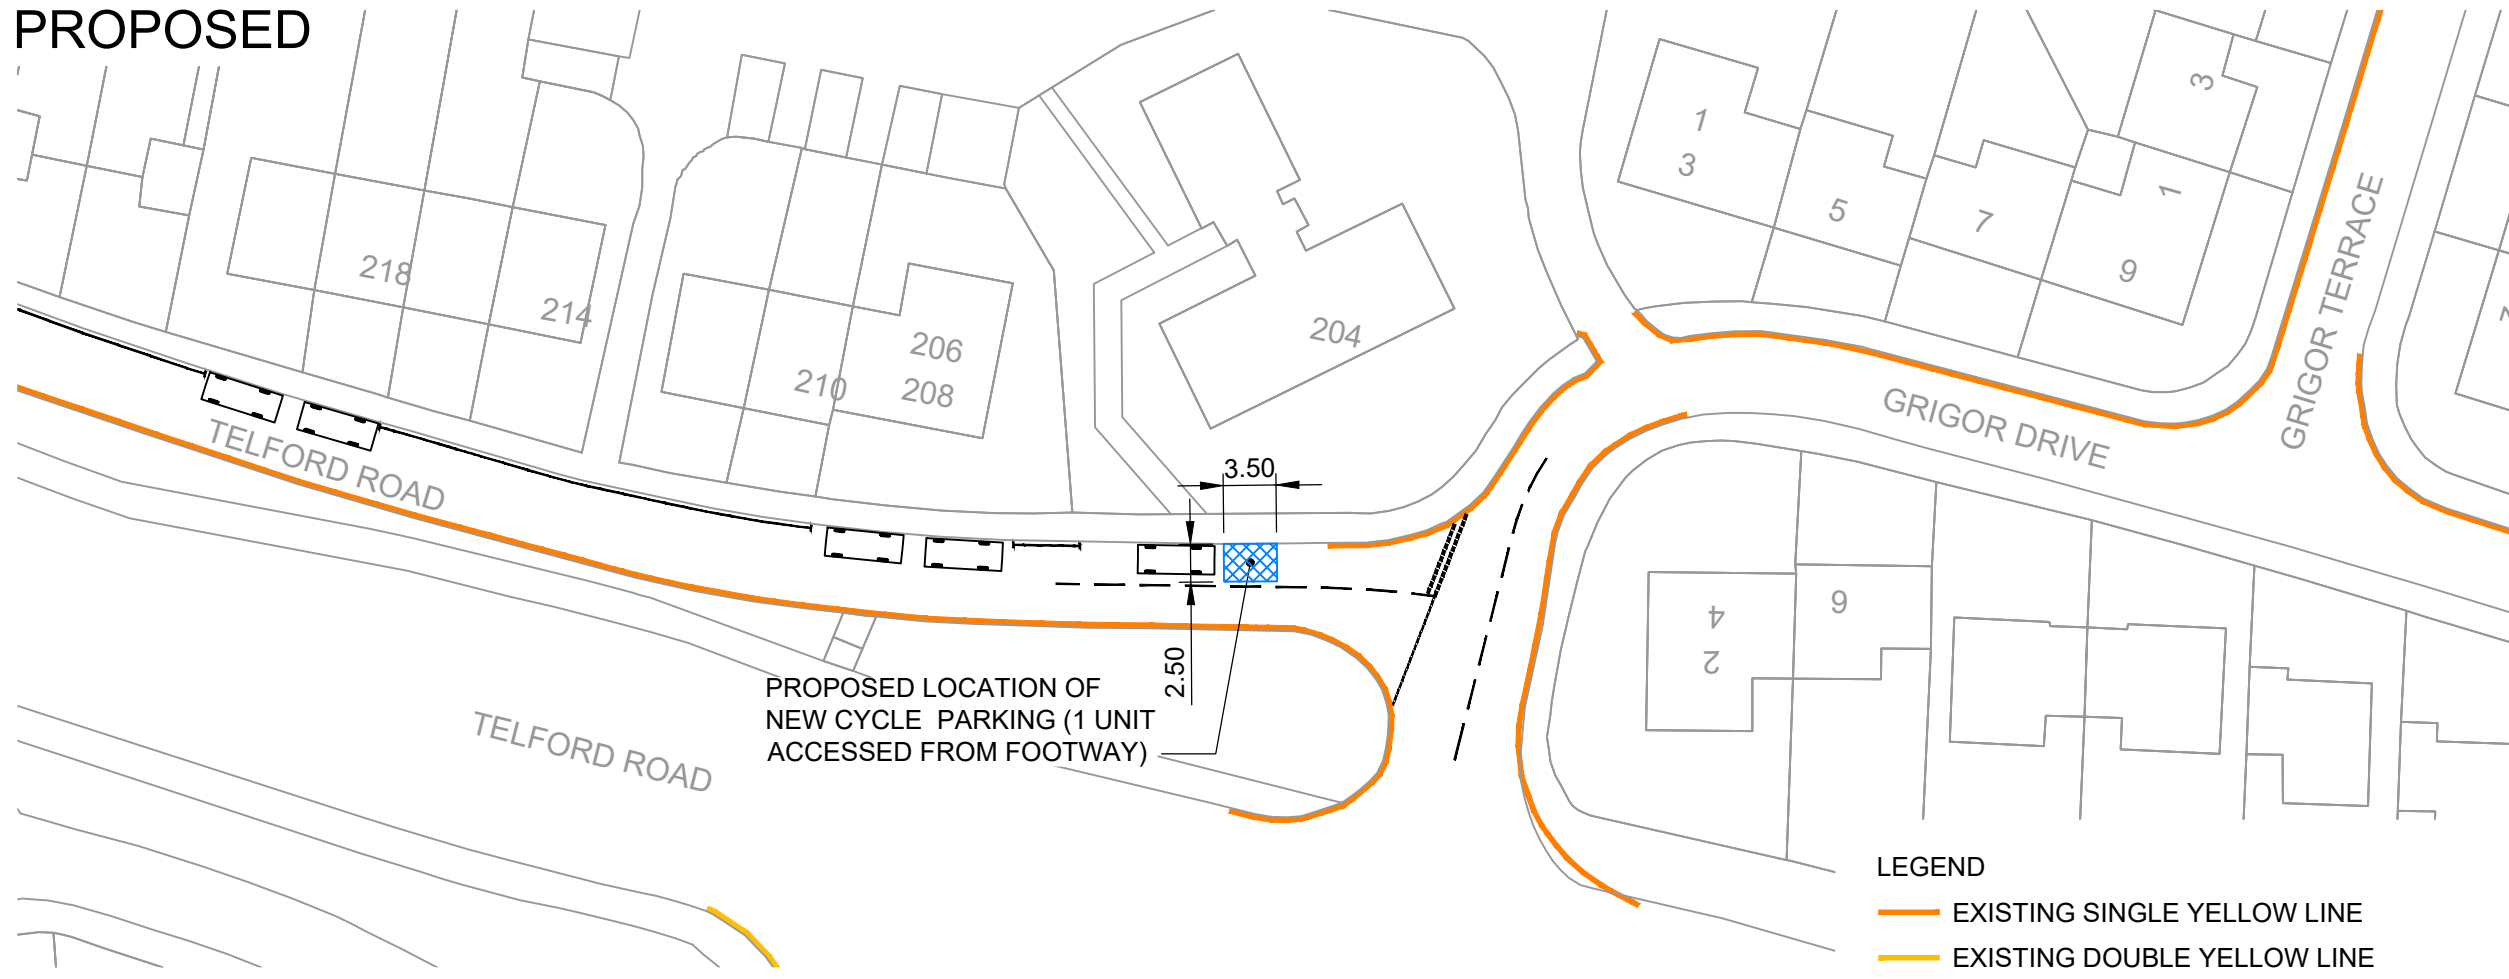 PROPOSED
3
1
3
1
5
7
9
218
214
206
208
210
204
GRIGOR TERRACE
GRIGOR DRIVE
TELFORD ROAD
3.50
2.50
4
2
6
PROPOSED LOCATION OF
NEW CYCLE PARKING (1 UNIT
ACCESSED FROM FOOTWAY)
TELFORD ROAD
LEGEND
EXISTING SINGLE YELLOW LINE
EXISTING DOUBLE YELLOW LINE